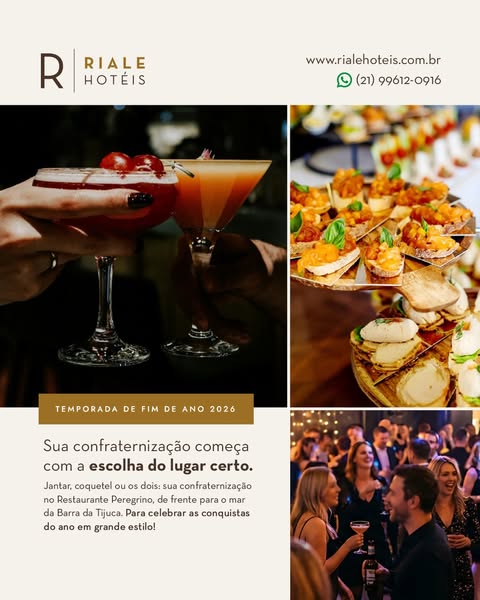 R
RIALE
HOTÉIS
www.rialehoteis.com.br
(21) 99612-0916
TEMPORADA DE FIM DE ANO 2026
Sua confraternização começa
com a escolha do lugar certo.
Jantar, coquetel ou os dois: sua confraternização
no Restaurante Peregrino, de frente para o mar
da Barra da Tijuca. Para celebrar as conquistas
do ano em grande estilo!